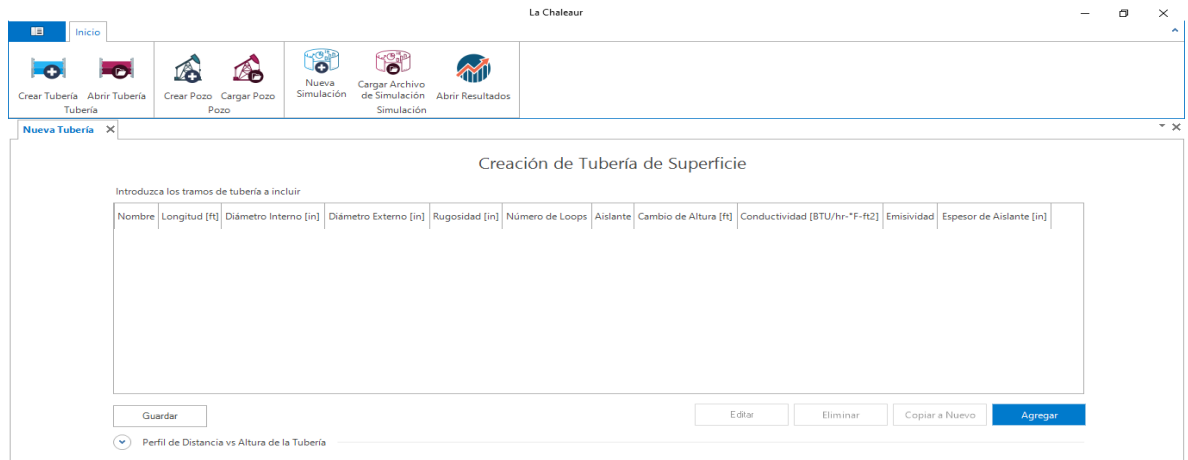 La Chaleaur
Inicio
Crear Tubería Abrir Tubería Crear Pozo Cargar Pozo Nueva Simulación Cargar Archivo de Simulación Abrir Resultados
Tubería Pozo Simulación
Nueva Tubería
Creación de Tubería de Superficie
Introduzca los tramos de tubería a incluir
Nombre Longitud [ft] Diámetro Interno [in] Diámetro Externo [in] Rugosidad [in] Número de Loops Aislante Cambio de Altura [ft] Conductividad [BTU/hr-°F-ft2] Emisividad Espesor de Aislante [in]
Guardar Editar Eliminar Copiar a Nuevo Agregar
Perfil de Distancia vs Altura de la Tubería